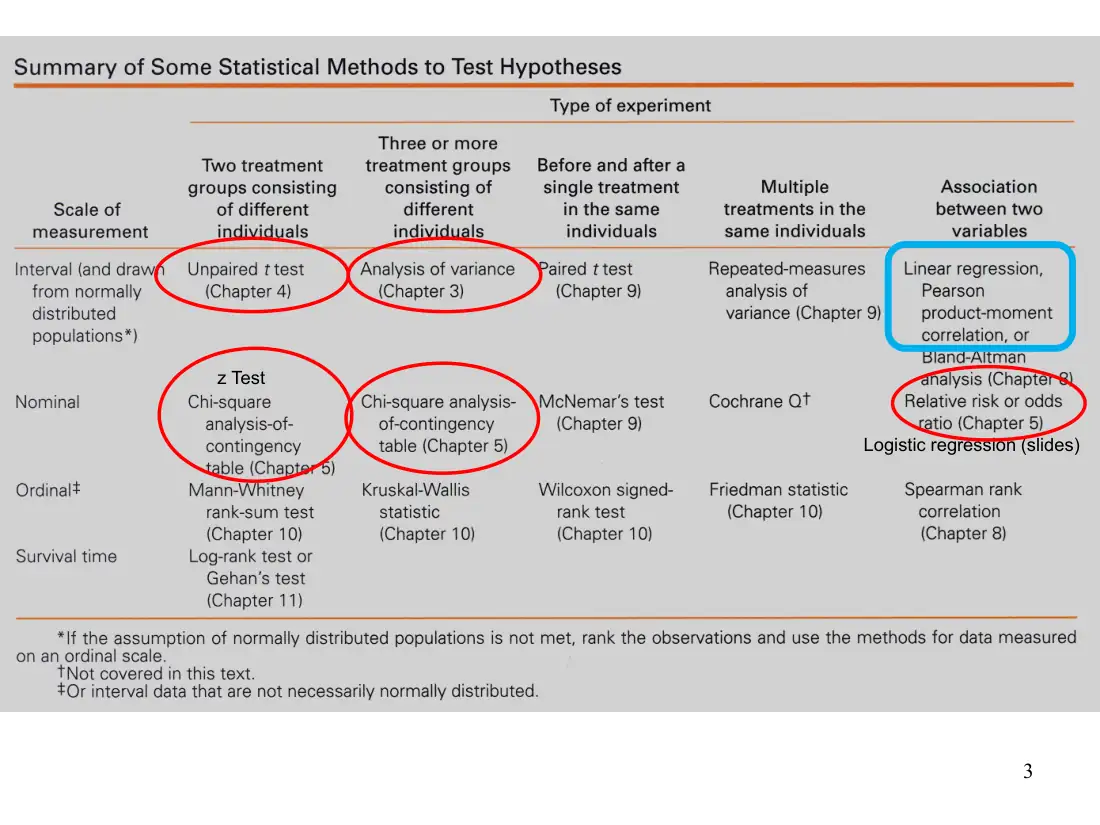 Summary of Some Statistical Methods to Test Hypotheses
Type of experiment
Scale of
measurement
Two treatment
groups consisting
of different
individuals
Three or more
treatment groups
consisting of
different
individuals
Before and after a
single treatment
in the same
individuals
Multiple
treatments in the
same individuals
Association
between two
variables
Interval (and drawn
from normally
distributed
populations*)
Unpaired t test
(Chapter 4)
Analysis of variance
(Chapter 3)
Paired t test
(Chapter 9)
Repeated-measures
analysis of
variance (Chapter 9)
Linear regression,
Pearson
product-moment
correlation, or
Bland-Altman
analysis (Chapter 8)
Nominal
z Test
Chi-square
analysis-of-
contingency
table (Chapter 5)
Chi-square analysis-
of-contingency
table (Chapter 5)
McNemar's test
(Chapter 9)
Cochrane Q†
Relative risk or odds
ratio (Chapter 5)
Logistic regression (slides)
Ordinal‡
Mann-Whitney
rank-sum test
(Chapter 10)
Kruskal-Wallis
statistic
(Chapter 10)
Wilcoxon signed-
rank test
(Chapter 10)
Friedman statistic
(Chapter 10)
Spearman rank
correlation
(Chapter 8)
Survival time
Log-rank test or
Gehan's test
(Chapter 11)
*If the assumption of normally distributed populations is not met, rank the observations and use the methods for data measured
on an ordinal scale.
†Not covered in this text.
‡Or interval data that are not necessarily normally distributed.
3